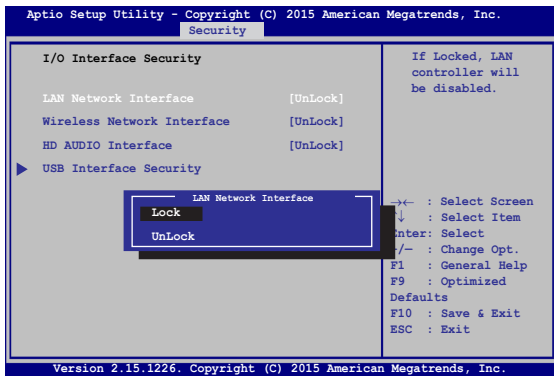 Aptio Setup Utility - Copyright (C) 2015 American Megatrends, Inc.
Security
I/O Interface Security
LAN Network Interface [UnLock]
Wireless Network Interface [UnLock]
HD AUDIO Interface [UnLock]
USB Interface Security
If Locked, LAN
controller will
be disabled.
LAN Network Interface
Lock
UnLock
→← : Select Screen
↑↓ : Select Item
Enter: Select
+/— : Change Opt.
F1 : General Help
F9 : Optimized
Defaults
F10 : Save & Exit
ESC : Exit
Version 2.15.1226. Copyright (C) 2015 American Megatrends, Inc.